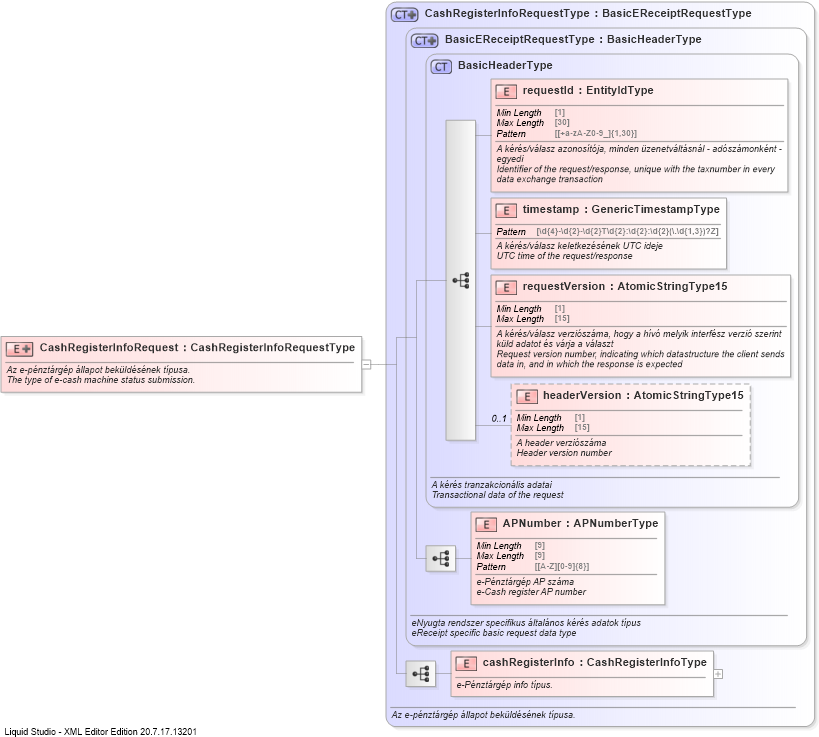 CT+ CashRegisterInfoRequestType : BasicEReceiptRequestType
CT+ BasicEReceiptRequestType : BasicHeaderType
CT BasicHeaderType
E requestId : EntityIdType
Min Length [1]
Max Length [30]
Pattern [[+a-zA-Z0-9_]{1,30}]
A kérés/válasz azonosítója, minden üzenetváltásnál - adószámonként -
egyedi
Identifier of the request/response, unique with the taxnumber in every
data exchange transaction
E timestamp : GenericTimestampType
Pattern [\d{4}-\d{2}-\d{2}T\d{2}:\d{2}:\d{2}(\.\d{1,3})?Z]
A kérés/válasz keletkezésének UTC ideje
UTC time of the request/response
E requestVersion : AtomicStringType15
Min Length [1]
Max Length [15]
A kérés/válasz verziószáma, hogy a hívó melyik interfész verzió szerint
küld adatot és várja a választ
Request version number, indicating which datastructure the client sends
data in, and in which the response is expected
E+ CashRegisterInfoRequest : CashRegisterInfoRequestType
Az e-pénztárgép állapot beküldésének típusa.
The type of e-cash machine status submission.
0..1
E headerVersion : AtomicStringType15
Min Length [1]
Max Length [15]
A header verziószáma
Header version number
A kérés tranzakcionális adatai
Transactional data of the request
E APNumber : APNumberType
Min Length [9]
Max Length [9]
Pattern [[A-Z][0-9]{8}]
e-Pénztárgép AP száma
e-Cash register AP number
eNyugta rendszer specifikus általános kérés adatok típus
eReceipt specific basic request data type
E cashRegisterInfo : CashRegisterInfoType
e-Pénztárgép info típus.
Az e-pénztárgép állapot beküldésének típusa.
Liquid Studio - XML Editor Edition 20.7.17.13201